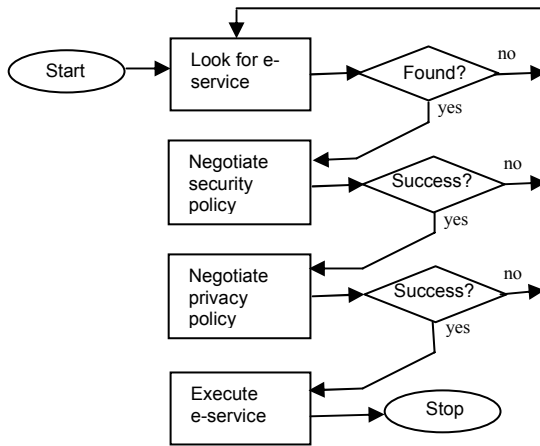 Start
Look for e-
service
Found?
no
yes
Negotiate
security
policy
Success?
no
yes
Negotiate
privacy
policy
Success?
no
yes
Execute
e-service
Stop